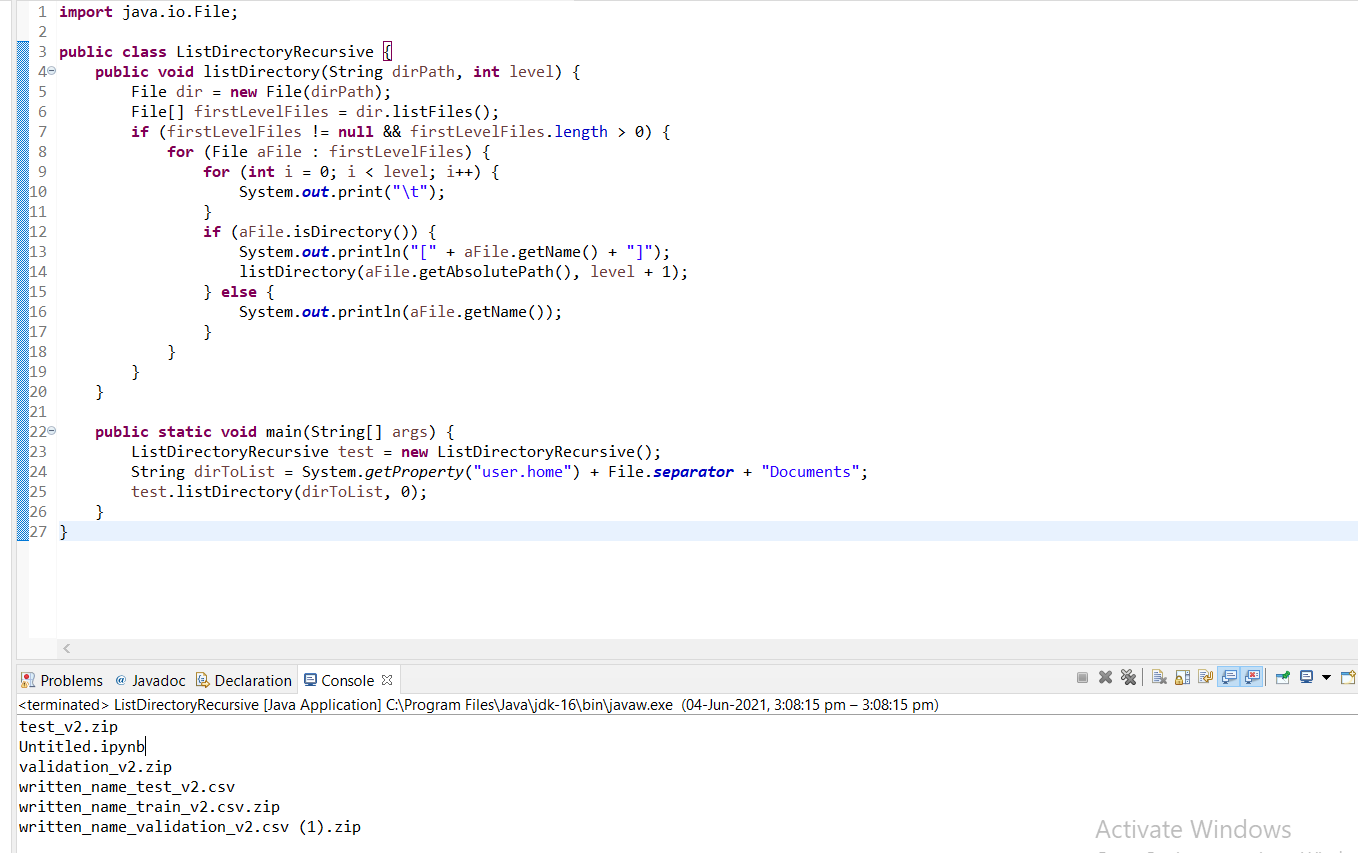 1 import java.io.File;
2
3 public class ListDirectoryRecursive {
4 public void listDirectory(String dirPath, int level) {
5 File dir = new File(dirPath);
6 File[] firstLevelFiles = dir.listFiles();
7 if (firstLevelFiles != null && firstLevelFiles.length > 0) {
8 for (File aFile : firstLevelFiles) {
9 for (int i = 0; i < level; i++) {
10 System.out.print("\t");
11 }
12 if (aFile.isDirectory()) {
13 System.out.println("[" + aFile.getName() + "]");
14 listDirectory(aFile.getAbsolutePath(), level + 1);
15 } else {
16 System.out.println(aFile.getName());
17 }
18 }
19 }
20 }
21
22 public static void main(String[] args) {
23 ListDirectoryRecursive test = new ListDirectoryRecursive();
24 String dirToList = System.getProperty("user.home") + File.separator + "Documents";
25 test.listDirectory(dirToList, 0);
26 }
27 }
Problems @ Javadoc Declaration Console
<terminated> ListDirectoryRecursive [Java Application] C:\Program Files\Java\jdk-16\bin\javaw.exe (04-Jun-2021, 3:08:15 pm – 3:08:15 pm)
test_v2.zip
Untitled.ipynb
validation_v2.zip
written_name_test_v2.csv
written_name_train_v2.csv.zip
written_name_validation_v2.csv (1).zip
Activate Windows